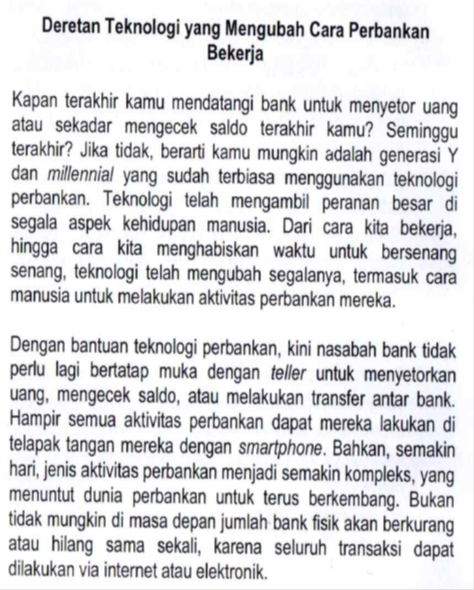 Deretan Teknologi yang Mengubah Cara Perbankan
Bekerja
Kapan terakhir kamu mendatangi bank untuk menyetor uang
atau sekadar mengecek saldo terakhir kamu? Seminggu
terakhir? Jika tidak, berarti kamu mungkin adalah generasi Y
dan millennial yang sudah terbiasa menggunakan teknologi
perbankan. Teknologi telah mengambil peranan besar di
segala aspek kehidupan manusia. Dari cara kita bekerja,
hingga cara kita menghabiskan waktu untuk bersenang
senang, teknologi telah mengubah segalanya, termasuk cara
manusia untuk melakukan aktivitas perbankan mereka.
Dengan bantuan teknologi perbankan, kini nasabah bank tidak
perlu lagi bertatap muka dengan teller untuk menyetorkan
uang, mengecek saldo, atau melakukan transfer antar bank.
Hampir semua aktivitas perbankan dapat mereka lakukan di
telapak tangan mereka dengan smartphone. Bahkan, semakin
hari, jenis aktivitas perbankan menjadi semakin kompleks, yang
menuntut dunia perbankan untuk terus berkembang. Bukan
tidak mungkin di masa depan jumlah bank fisik akan berkurang
atau hilang sama sekali, karena seluruh transaksi dapat
dilakukan via internet atau elektronik.